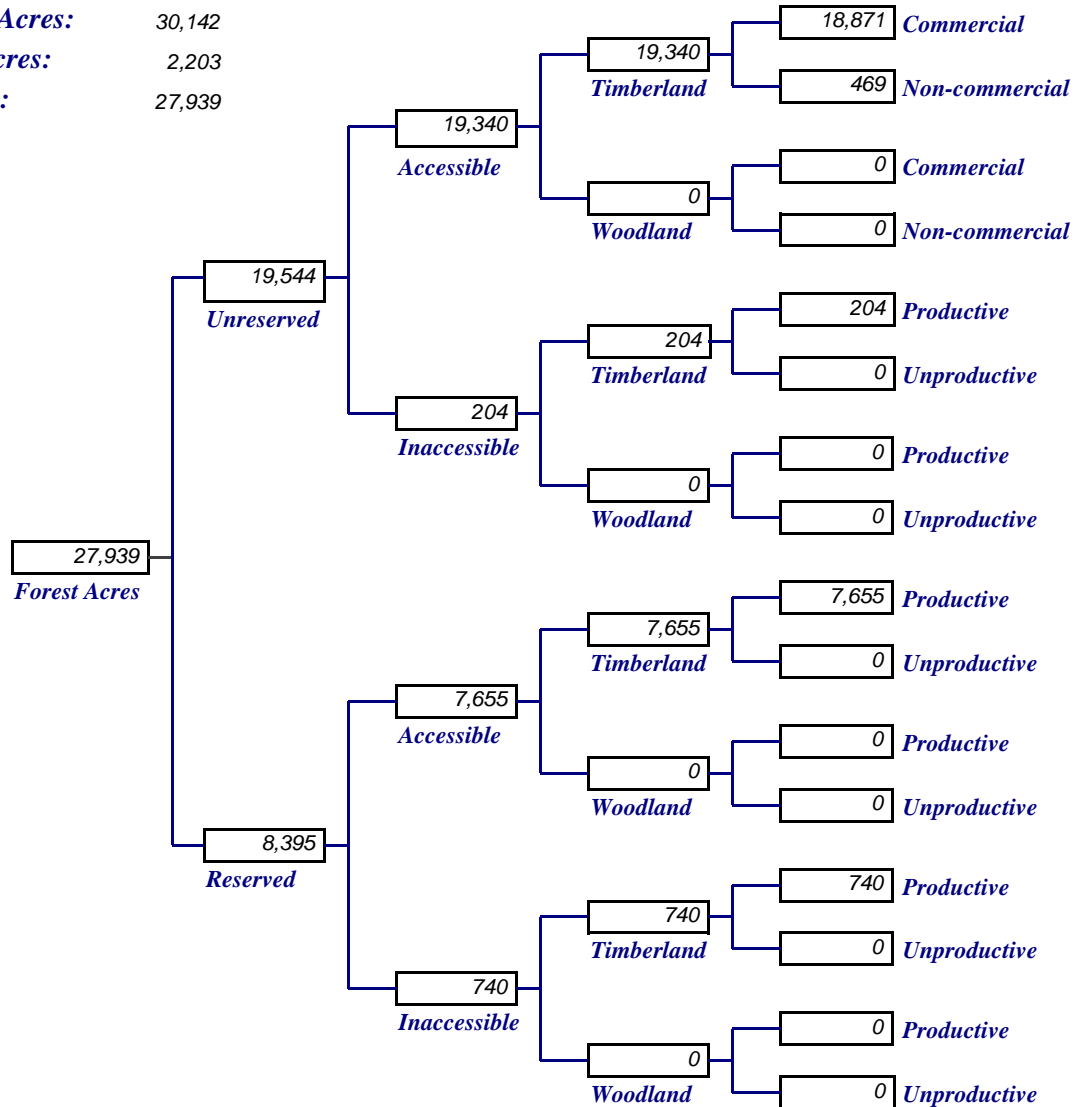 Acres: 30,142
cres: 2,203
: 27,939
18,871 Commercial
19,340
Timberland
469 Non-commercial
19,340
Accessible
0 Commercial
0
Woodland
0 Non-commercial
19,544
Unreserved
204 Productive
204
Timberland
0 Unproductive
204
Inaccessible
0 Productive
0
Woodland
0 Unproductive
27,939
Forest Acres
7,655 Productive
7,655
Timberland
0 Unproductive
7,655
Accessible
0 Productive
0
Woodland
0 Unproductive
8,395
Reserved
740 Productive
740
Timberland
0 Unproductive
740
Inaccessible
0 Productive
0
Woodland
0 Unproductive